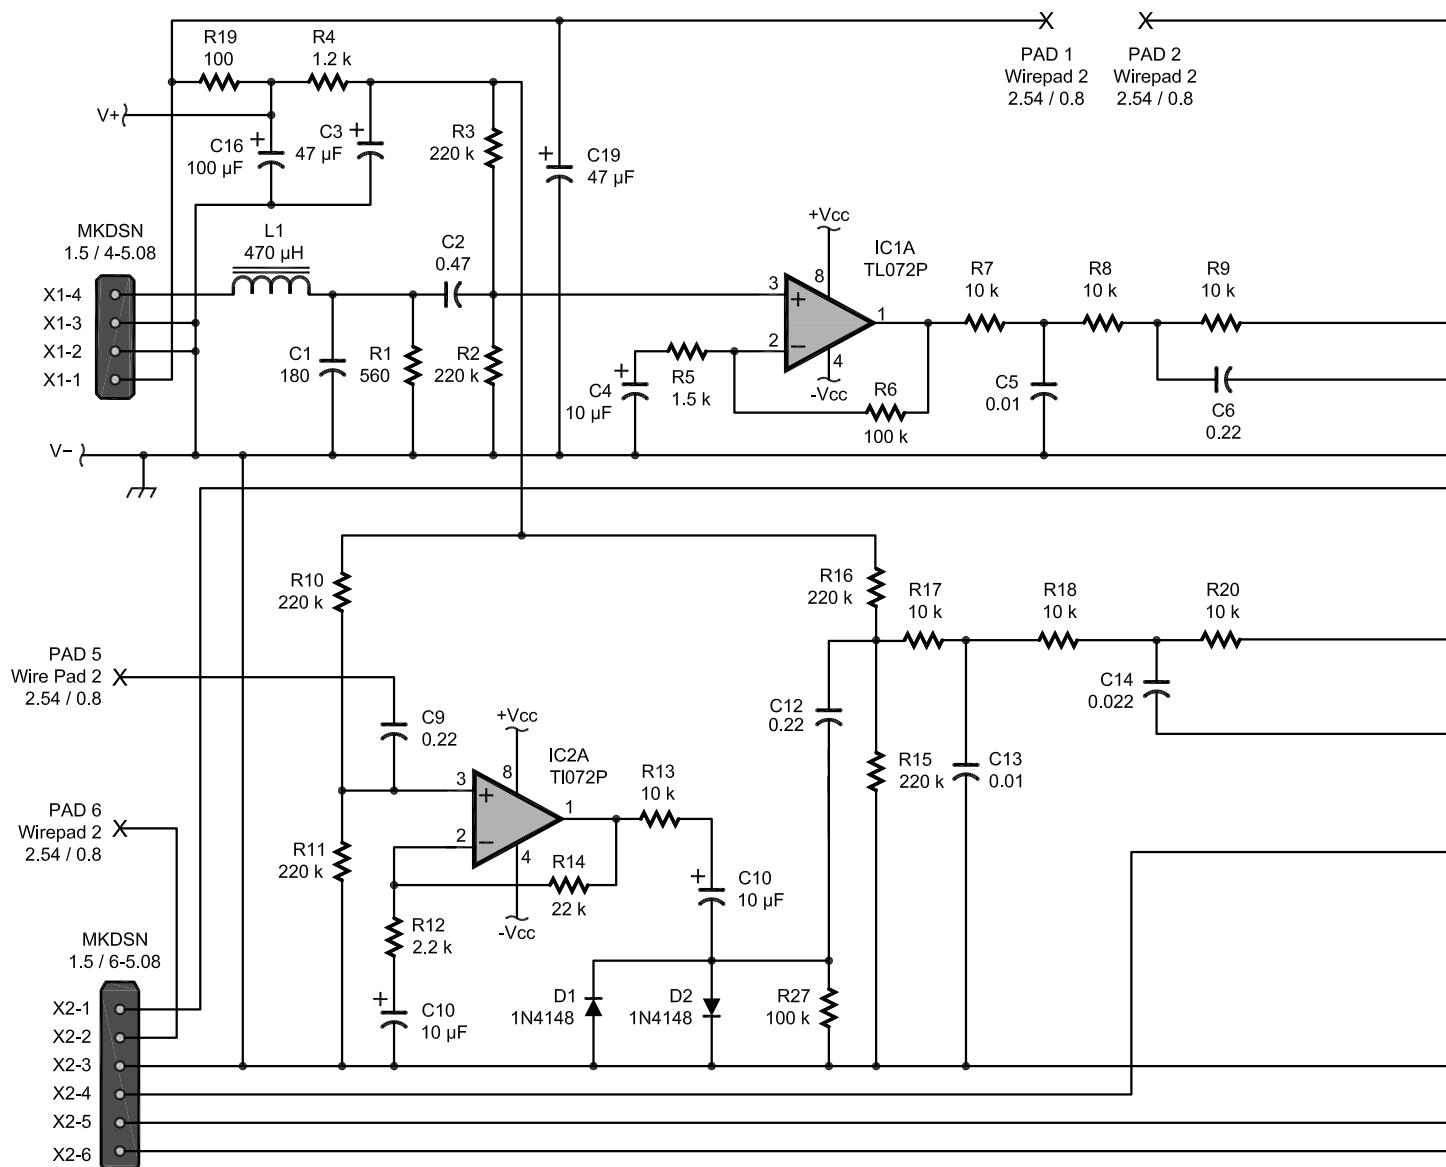 R19
100
R4
1.2 k
PAD 1
Wirepad 2
2.54 / 0.8
PAD 2
Wirepad 2
2.54 / 0.8
V+
+
C16
100 µF
+
C3
47 µF
R3
220 k
+
C19
47 µF
MKDSN
1.5 / 4-5.08
L1
470 µH
C2
0.47
+Vcc
IC1A
TL072P
R7
10 k
R8
10 k
R9
10 k
X1-4
X1-3
X1-2
X1-1
3
+
8
1
2
−
4
-Vcc
C1
180
R1
560
R2
220 k
+
C4
10 µF
R5
1.5 k
R6
100 k
C5
0.01
C6
0.22
V−
R10
220 k
R16
220 k
R17
10 k
R18
10 k
R20
10 k
PAD 5
Wire Pad 2
2.54 / 0.8
C9
0.22
+Vcc
C12
0.22
C14
0.022
IC2A
TI072P
R13
10 k
R15
220 k
C13
0.01
3
+
8
1
2
−
4
-Vcc
PAD 6
Wirepad 2
2.54 / 0.8
R11
220 k
R14
22 k
+
C10
10 µF
R12
2.2 k
MKDSN
1.5 / 6-5.08
+
C10
10 µF
D1
1N4148
D2
1N4148
R27
100 k
X2-1
X2-2
X2-3
X2-4
X2-5
X2-6